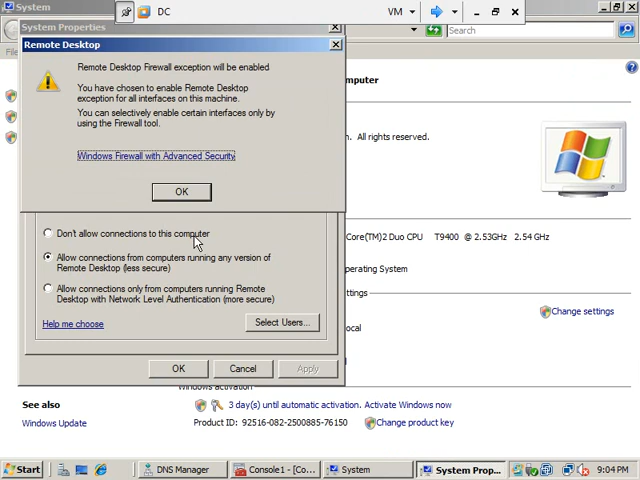 DC
VM
System Properties
Search
Remote Desktop
Remote Desktop Firewall exception will be enabled
You have chosen to enable Remote Desktop
exception for all interfaces on this machine.
You can selectively enable certain interfaces only by
using the Firewall tool.
Windows Firewall with Advanced Security
OK
Don't allow connections to this computer
Allow connections from computers running any version of
Remote Desktop (less secure)
Allow connections only from computers running Remote
Desktop with Network Level Authentication (more secure)
Help me choose
Select Users...
OK
Cancel
Apply
omputer
n. All rights reserved.
Core(TM)2 Duo CPU T9400 @ 2.53GHz 2.54 GHz
Operating System
ttings
Change settings
ocal
al
Windows activation
See also
3 day(s) until automatic activation. Activate Windows now
Windows Update
Product ID: 92516-082-2500885-76150
Change product key
Start
DNS Manager
Console1 - [Co...
System
System Prop...
9:04 PM